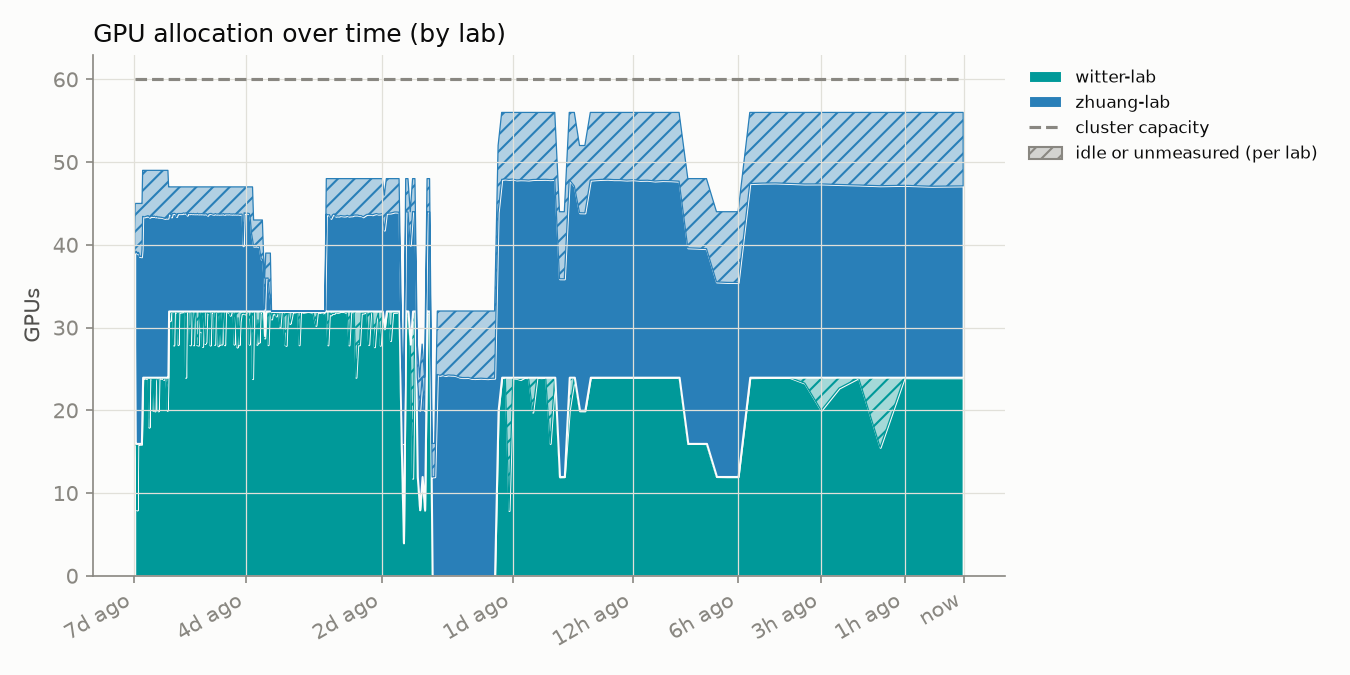 GPU allocation over time (by lab)
witter-lab
zhuang-lab
cluster capacity
idle or unmeasured (per lab)
GPUs
60
50
40
30
20
10
0
7d ago
4d ago
2d ago
1d ago
12h ago
6h ago
3h ago
1h ago
now